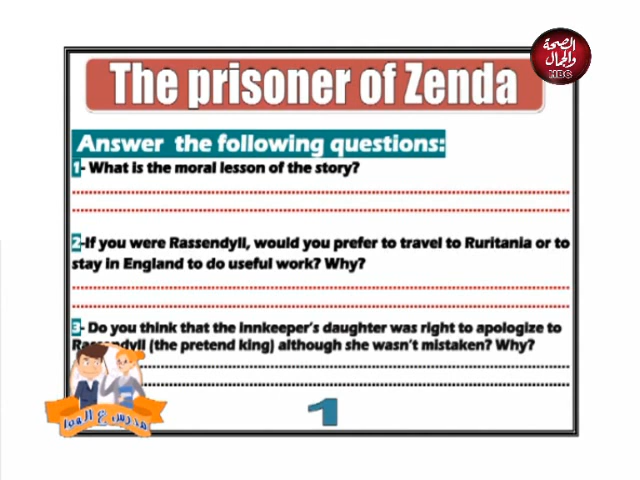 الصحة
والجمال
HBC
The prisoner of Zenda
Answer the following questions:
1- What is the moral lesson of the story?
2-If you were Rassendyll, would you prefer to travel to Ruritania or to
stay in England to do useful work? Why?
3- Do you think that the innkeeper's daughter was right to apologize to
Rassendyll (the pretend king) although she wasn't mistaken? Why?
مدرس ع الهوا
1